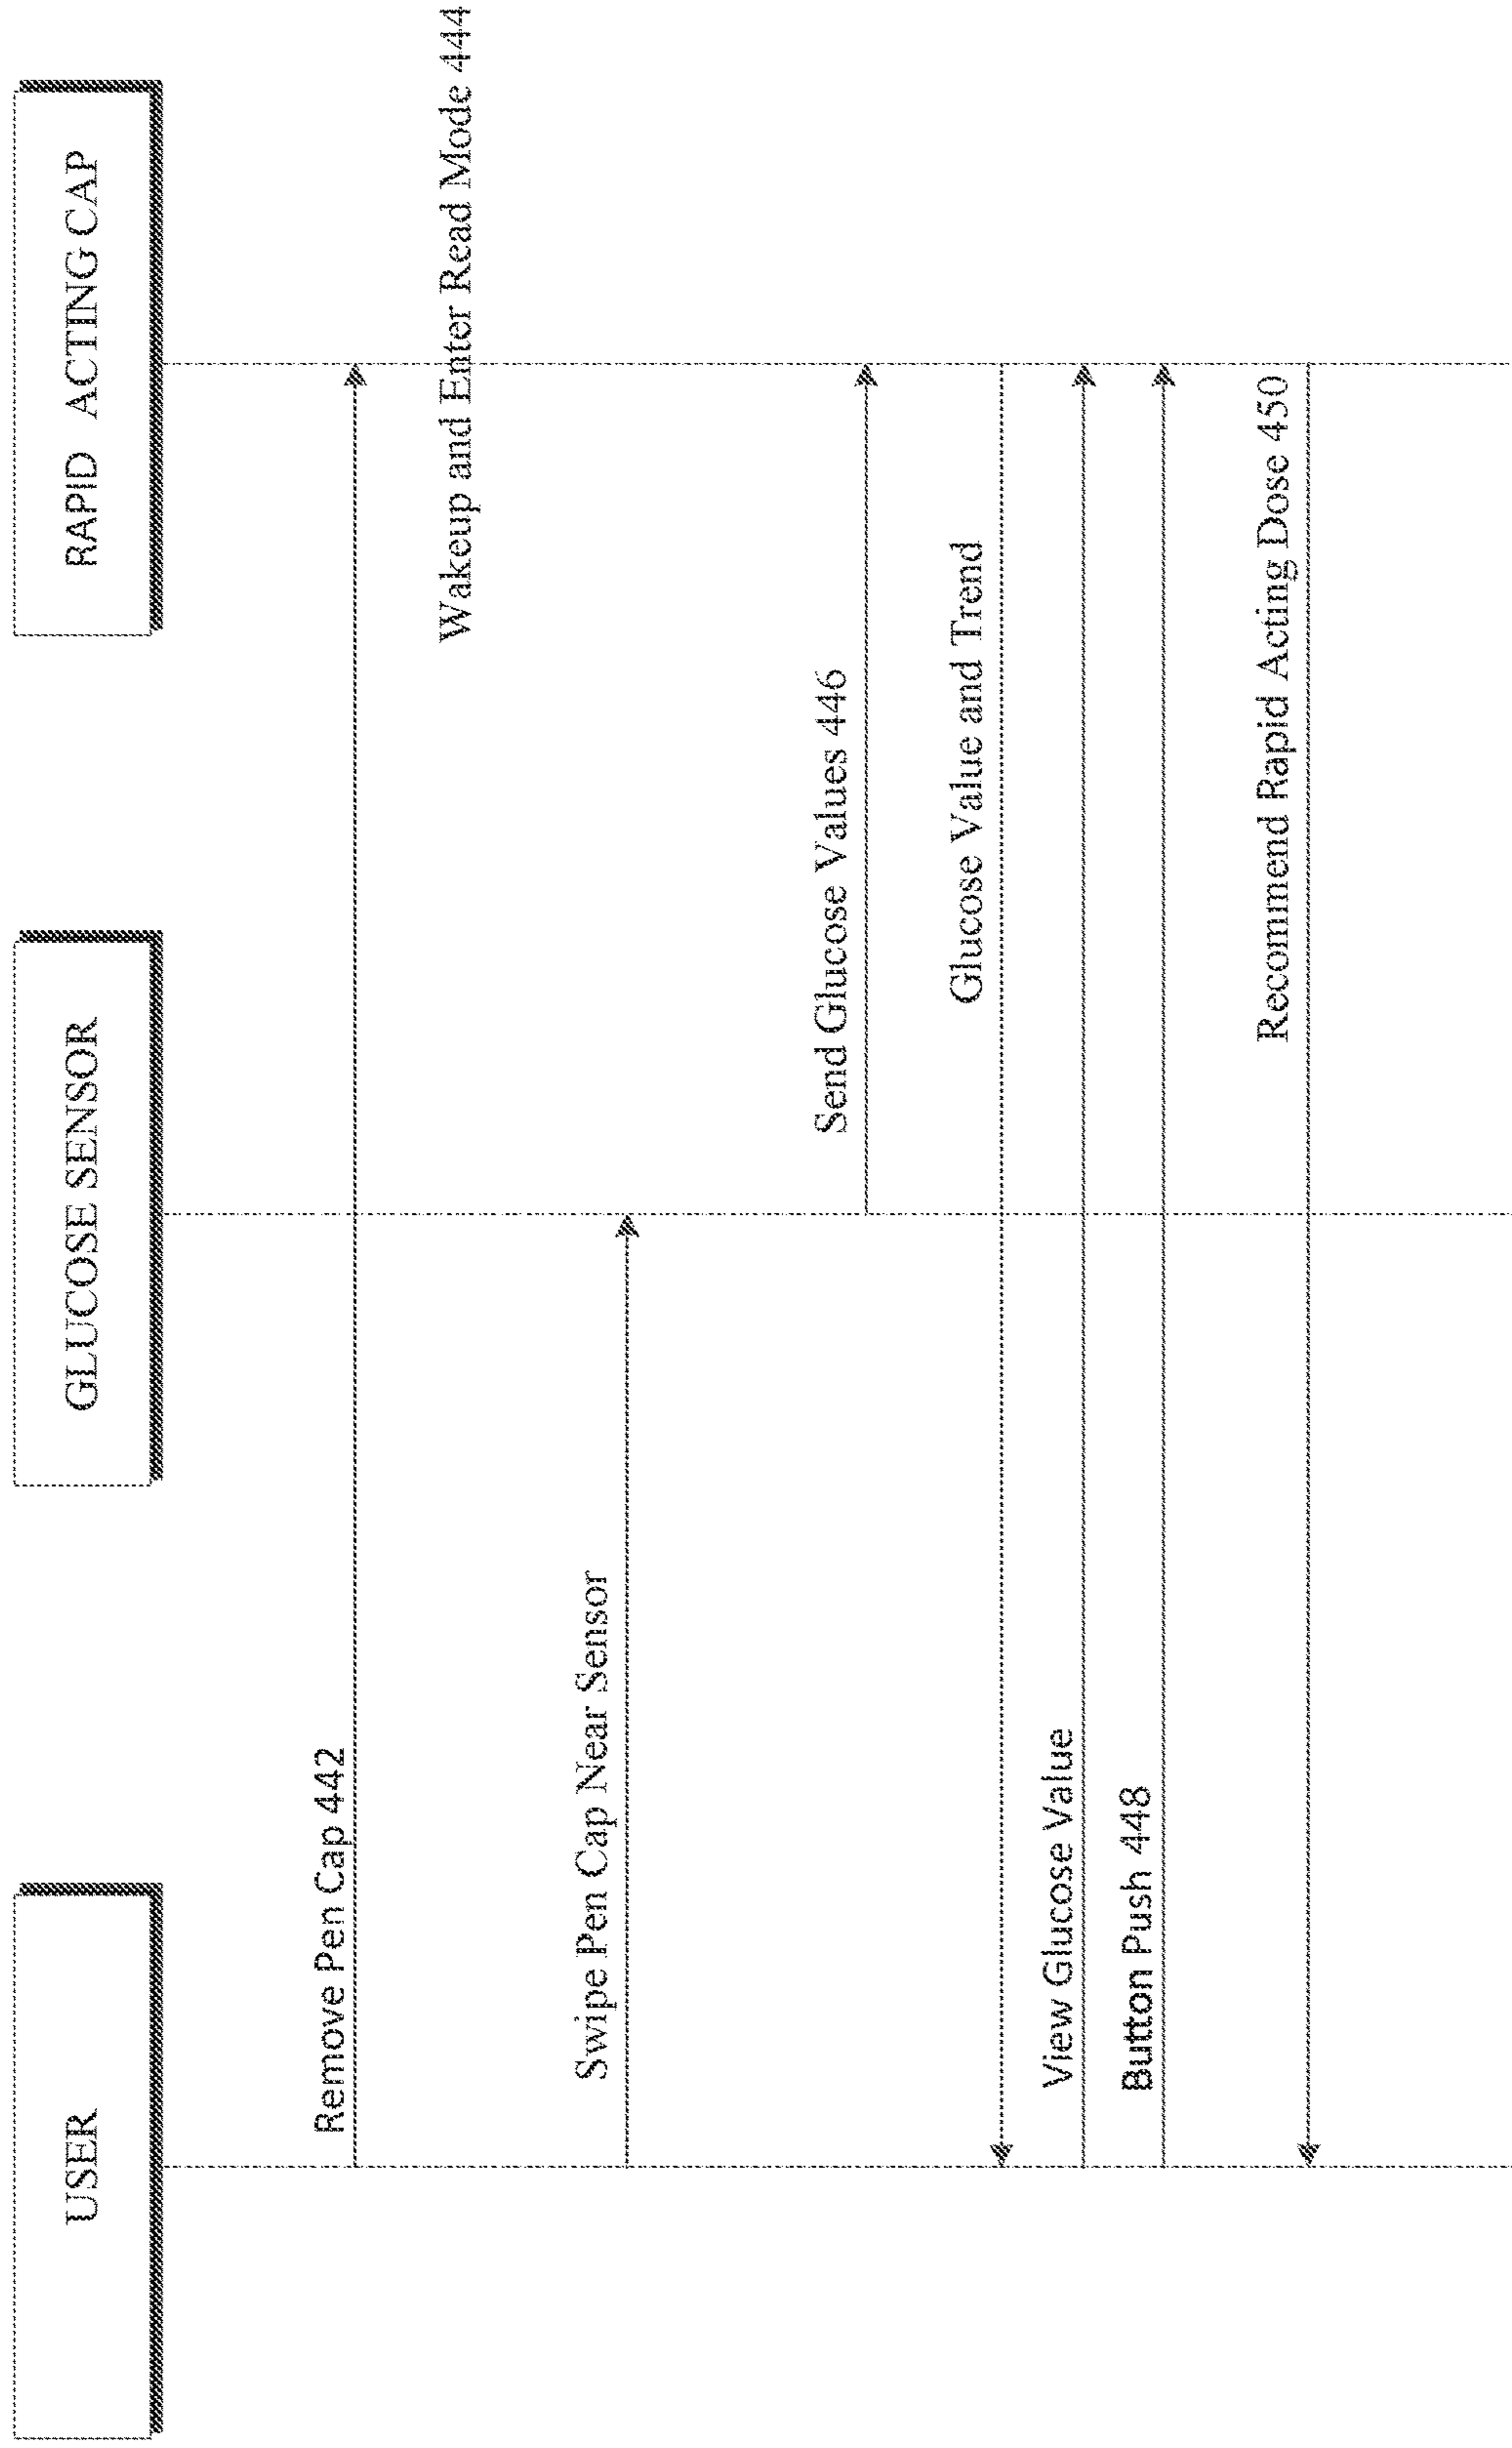 USER
GLUCOSE SENSOR
RAPID ACTING CAP
Remove Pen Cap 442
Wakeup and Enter Read Mode 444
Swipe Pen Cap Near Sensor
Send Glucose Values 446
Glucose Value and Trend
View Glucose Value
Button Push 448
Recommend Rapid Acting Dose 450